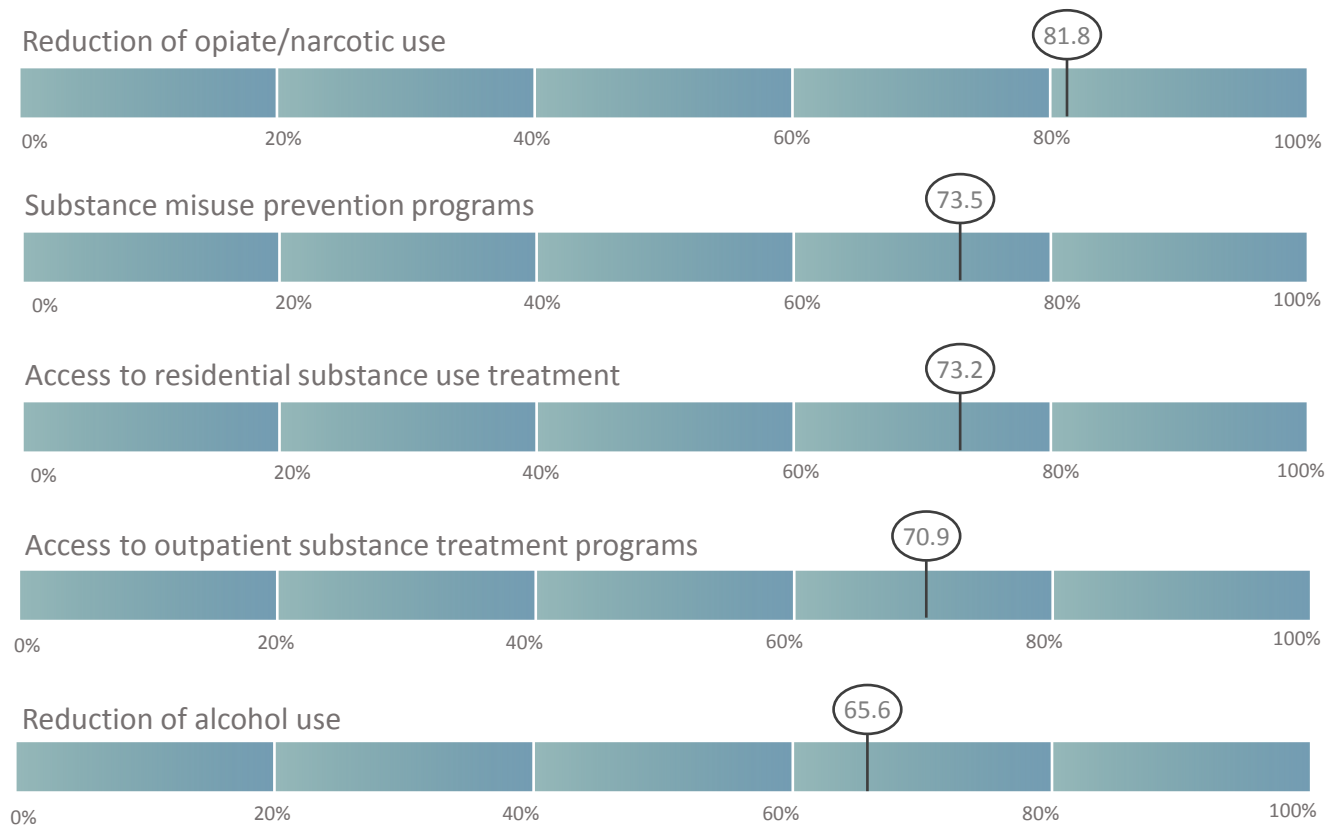 Reduction of opiate/narcotic use
81.8
0% 20% 40% 60% 80% 100%
Substance misuse prevention programs
73.5
0% 20% 40% 60% 80% 100%
Access to residential substance use treatment
73.2
0% 20% 40% 60% 80% 100%
Access to outpatient substance treatment programs
70.9
0% 20% 40% 60% 80% 100%
Reduction of alcohol use
65.6
0% 20% 40% 60% 80% 100%